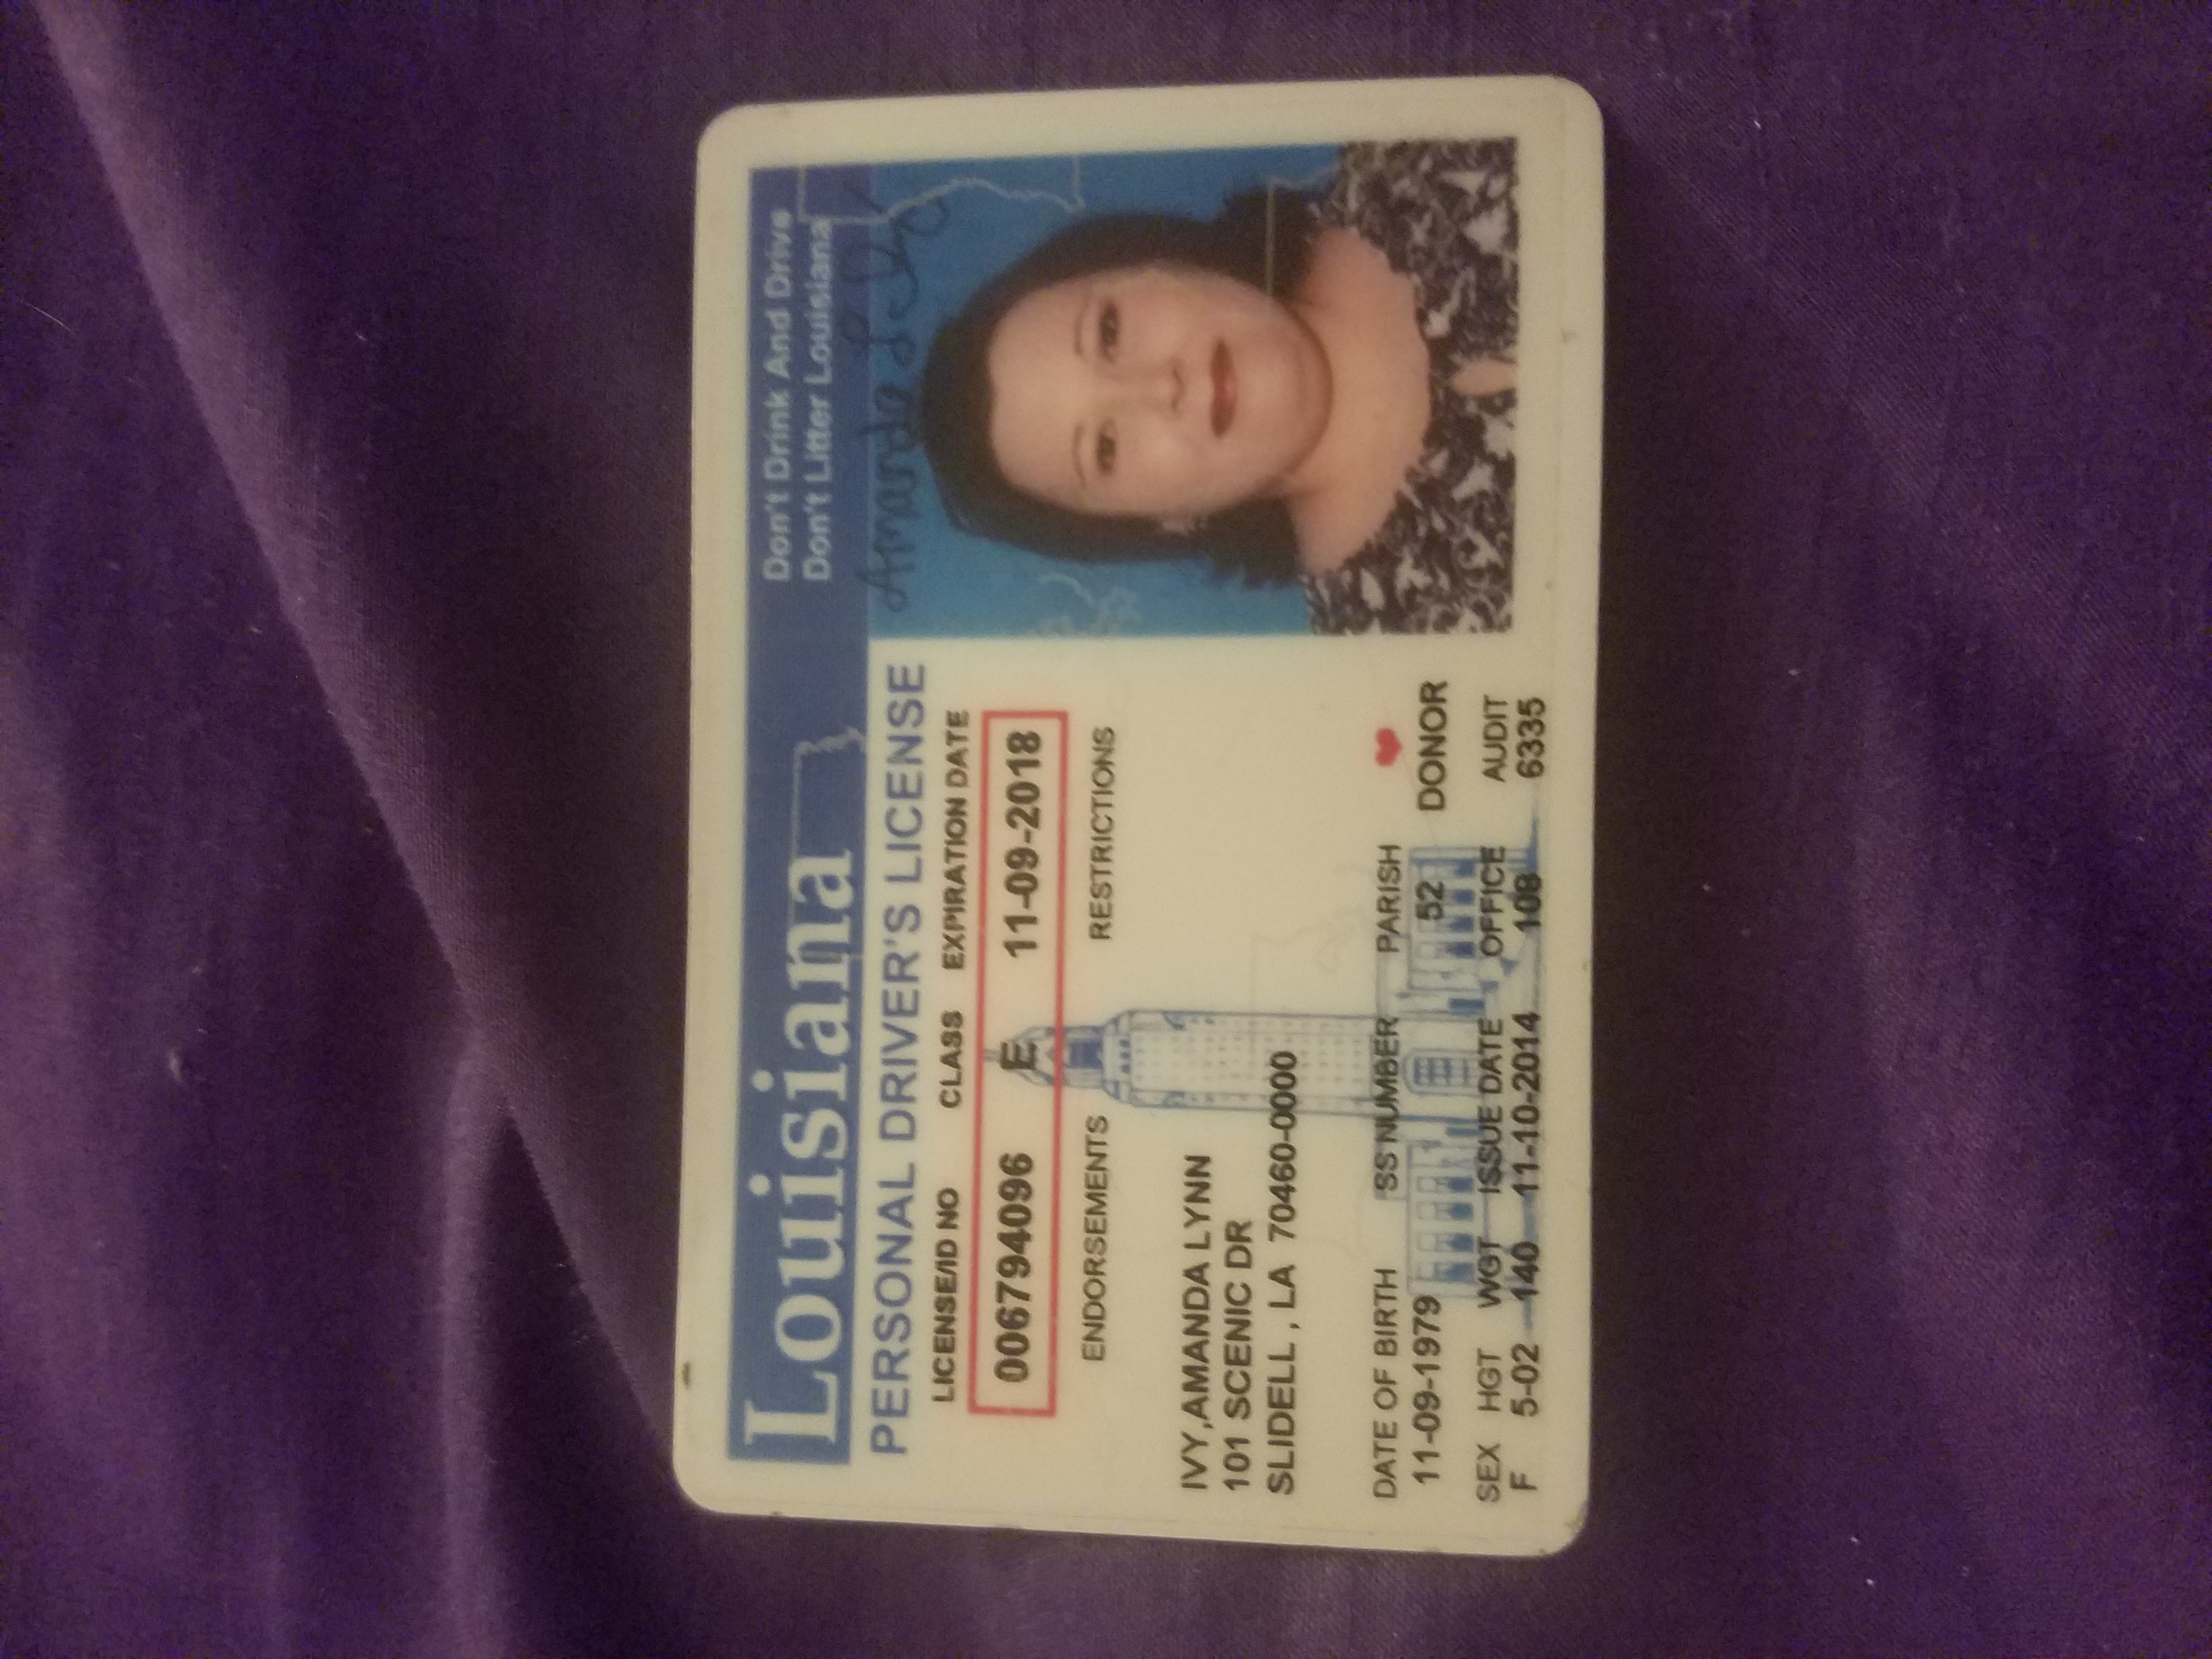 Louisiana
Don't Drink And Drive
Don't Litter Louisiana
PERSONAL DRIVER'S LICENSE
LICENSE/ID NO CLASS EXPIRATION DATE
006794096 E 11-09-2018
ENDORSEMENTS RESTRICTIONS
IVY,AMANDA LYNN
101 SCENIC DR
SLIDELL , LA 70460-0000
DATE OF BIRTH SS NUMBER PARISH
11-09-1979 52 DONOR
SEX HGT WGT ISSUE DATE OFFICE AUDIT
F 5-02 140 11-10-2014 108 6335
Amanda L Ivy